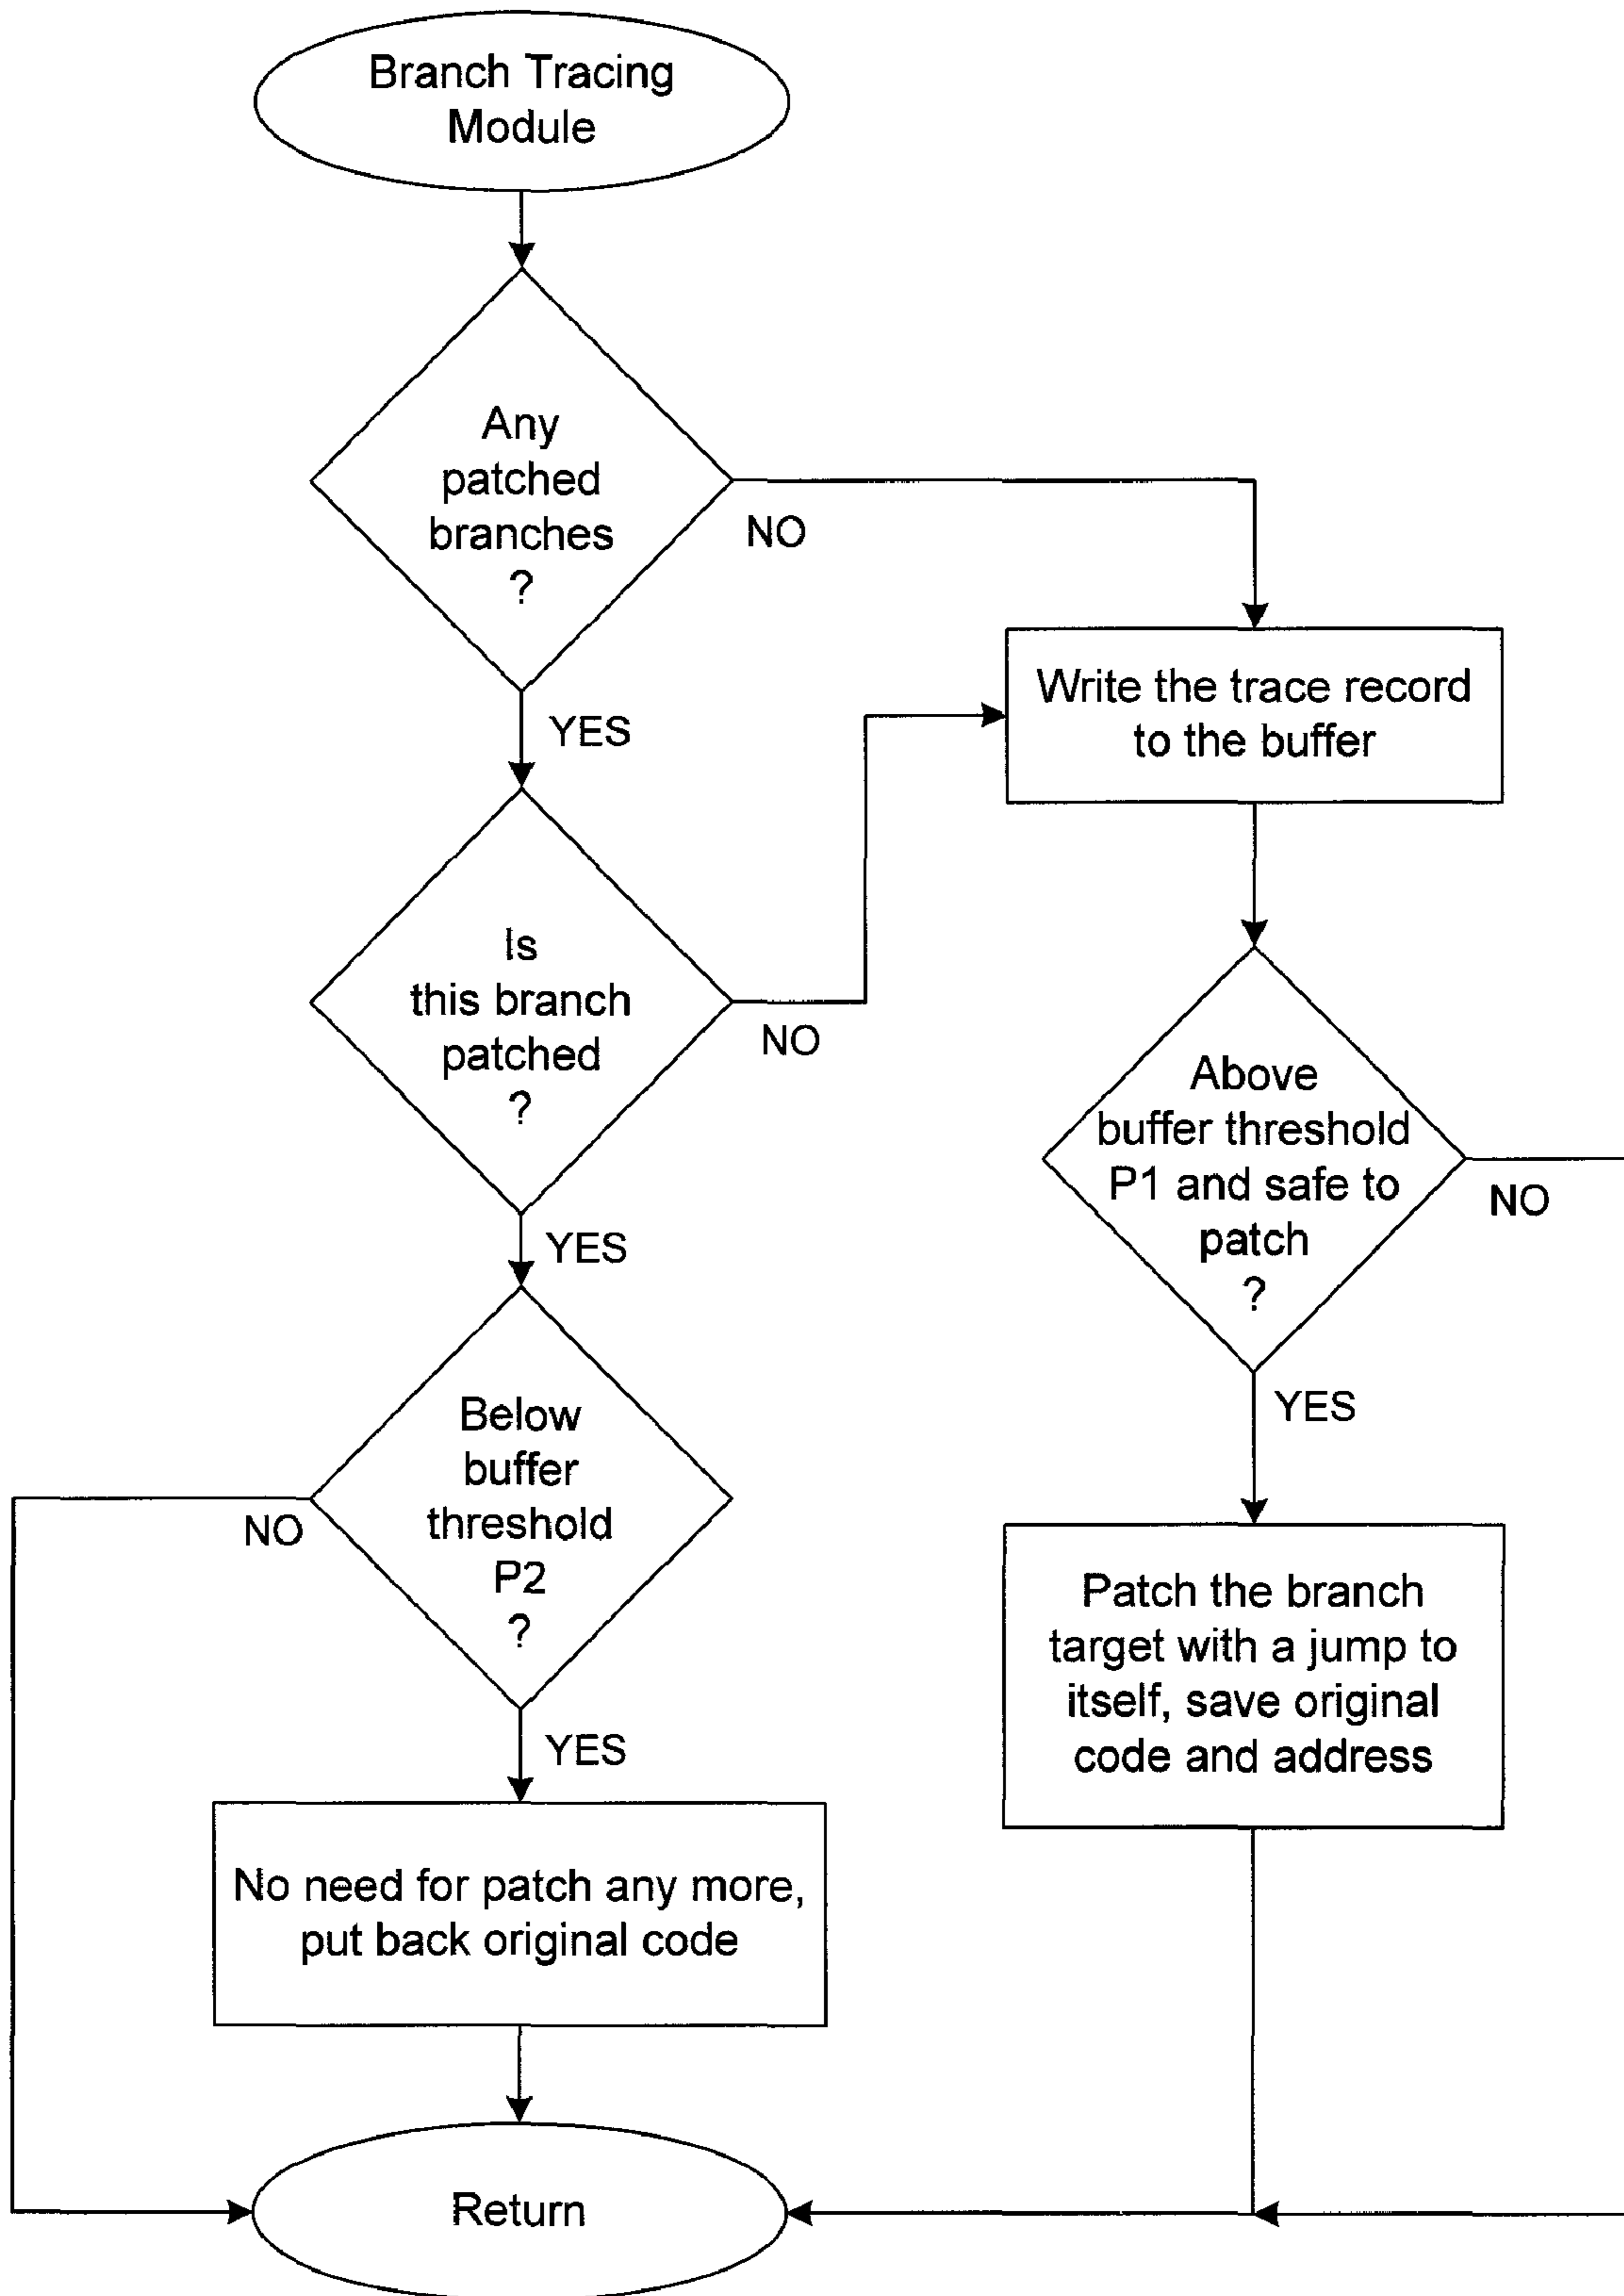 Branch Tracing
Module
Any
patched
branches
?
NO
YES
Write the trace record
to the buffer
Is
this branch
patched
?
NO
YES
Above
buffer threshold
P1 and safe to
patch
?
NO
YES
Below
buffer
threshold
P2
?
NO
YES
Patch the branch
target with a jump to
itself, save original
code and address
No need for patch any more,
put back original code
Return